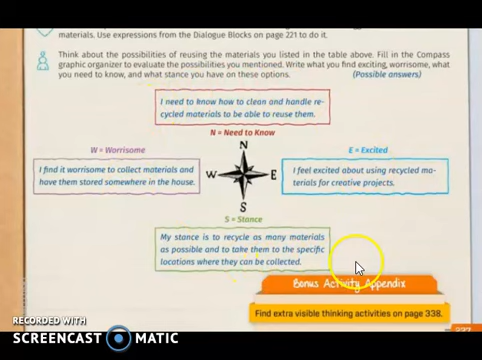 materials. Use expressions from the Dialogue Blocks on page 221 to do it.
Think about the possibilities of reusing the materials you listed in the table above. Fill in the Compass
graphic organizer to evaluate the possibilities you mentioned. Write what you find exciting, worrisome, what
you need to know, and what stance you have on these options. (Possible answers)
I need to know how to clean and handle re-
cycled materials to be able to reuse them.
N = Need to Know
W = Worrisome
E = Excited
N
I find it worrisome to collect materials and
have them stored somewhere in the house.
W
E
I feel excited about using recycled ma-
terials for creative projects.
S
S = Stance
My stance is to recycle as many materials
as possible and to take them to the specific
locations where they can be collected.
Bonus Activity Appendix
Find extra visible thinking activities on page 338.
RECORDED WITH
SCREENCAST MATIC